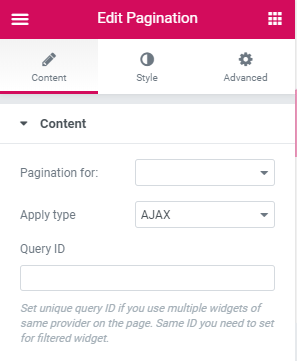 Edit Pagination
Content Style Advanced
Content
Pagination for:
Apply type AJAX
Query ID
Set unique query ID if you use multiple widgets of
same provider on the page. Same ID you need to set
for filtered widget.